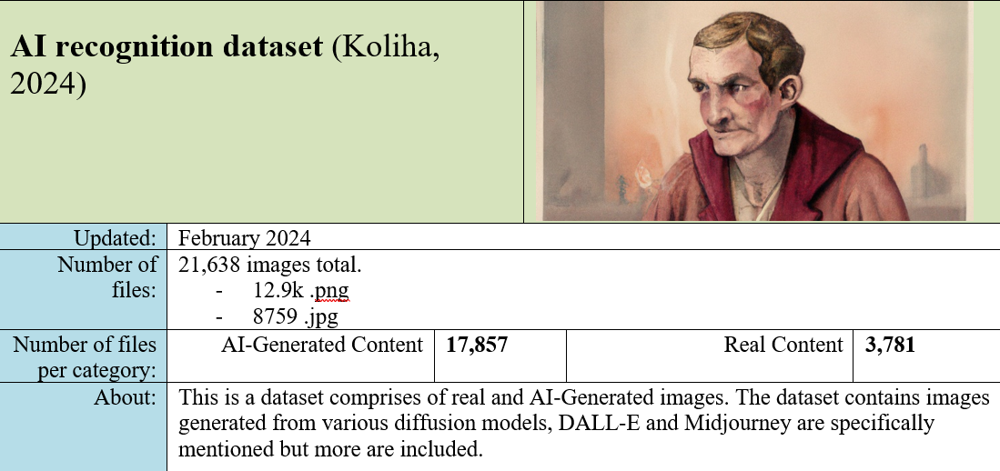 AI recognition dataset (Koliha,
2024)
Updated:
February 2024
Number of
files:
21,638 images total.
- 12.9k .png
- 8759 .jpg
Number of files
per category:
AI-Generated Content
17,857
Real Content
3,781
About:
This is a dataset comprises of real and AI-Generated images. The dataset contains images
generated from various diffusion models, DALL-E and Midjourney are specifically
mentioned but more are included.